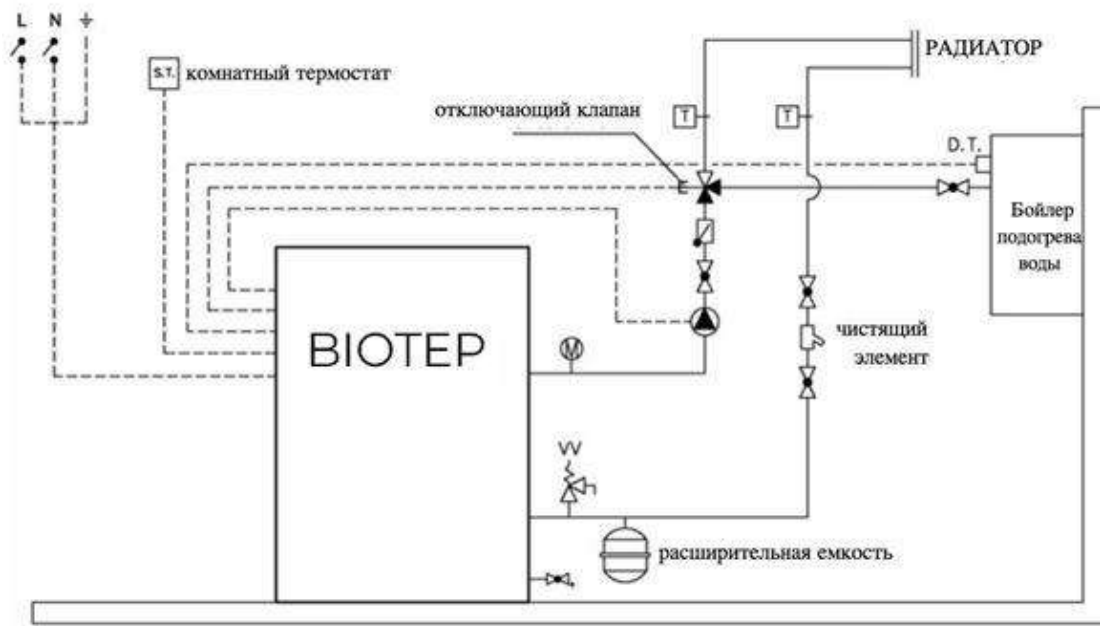 L N
S.T. комнатный термостат
РАДИАТОР
отключающий клапан
T
T
D.T.
E
Бойлер
подогрева
воды
BIOTEP
M
чистящий
элемент
VV
расширительная емкость